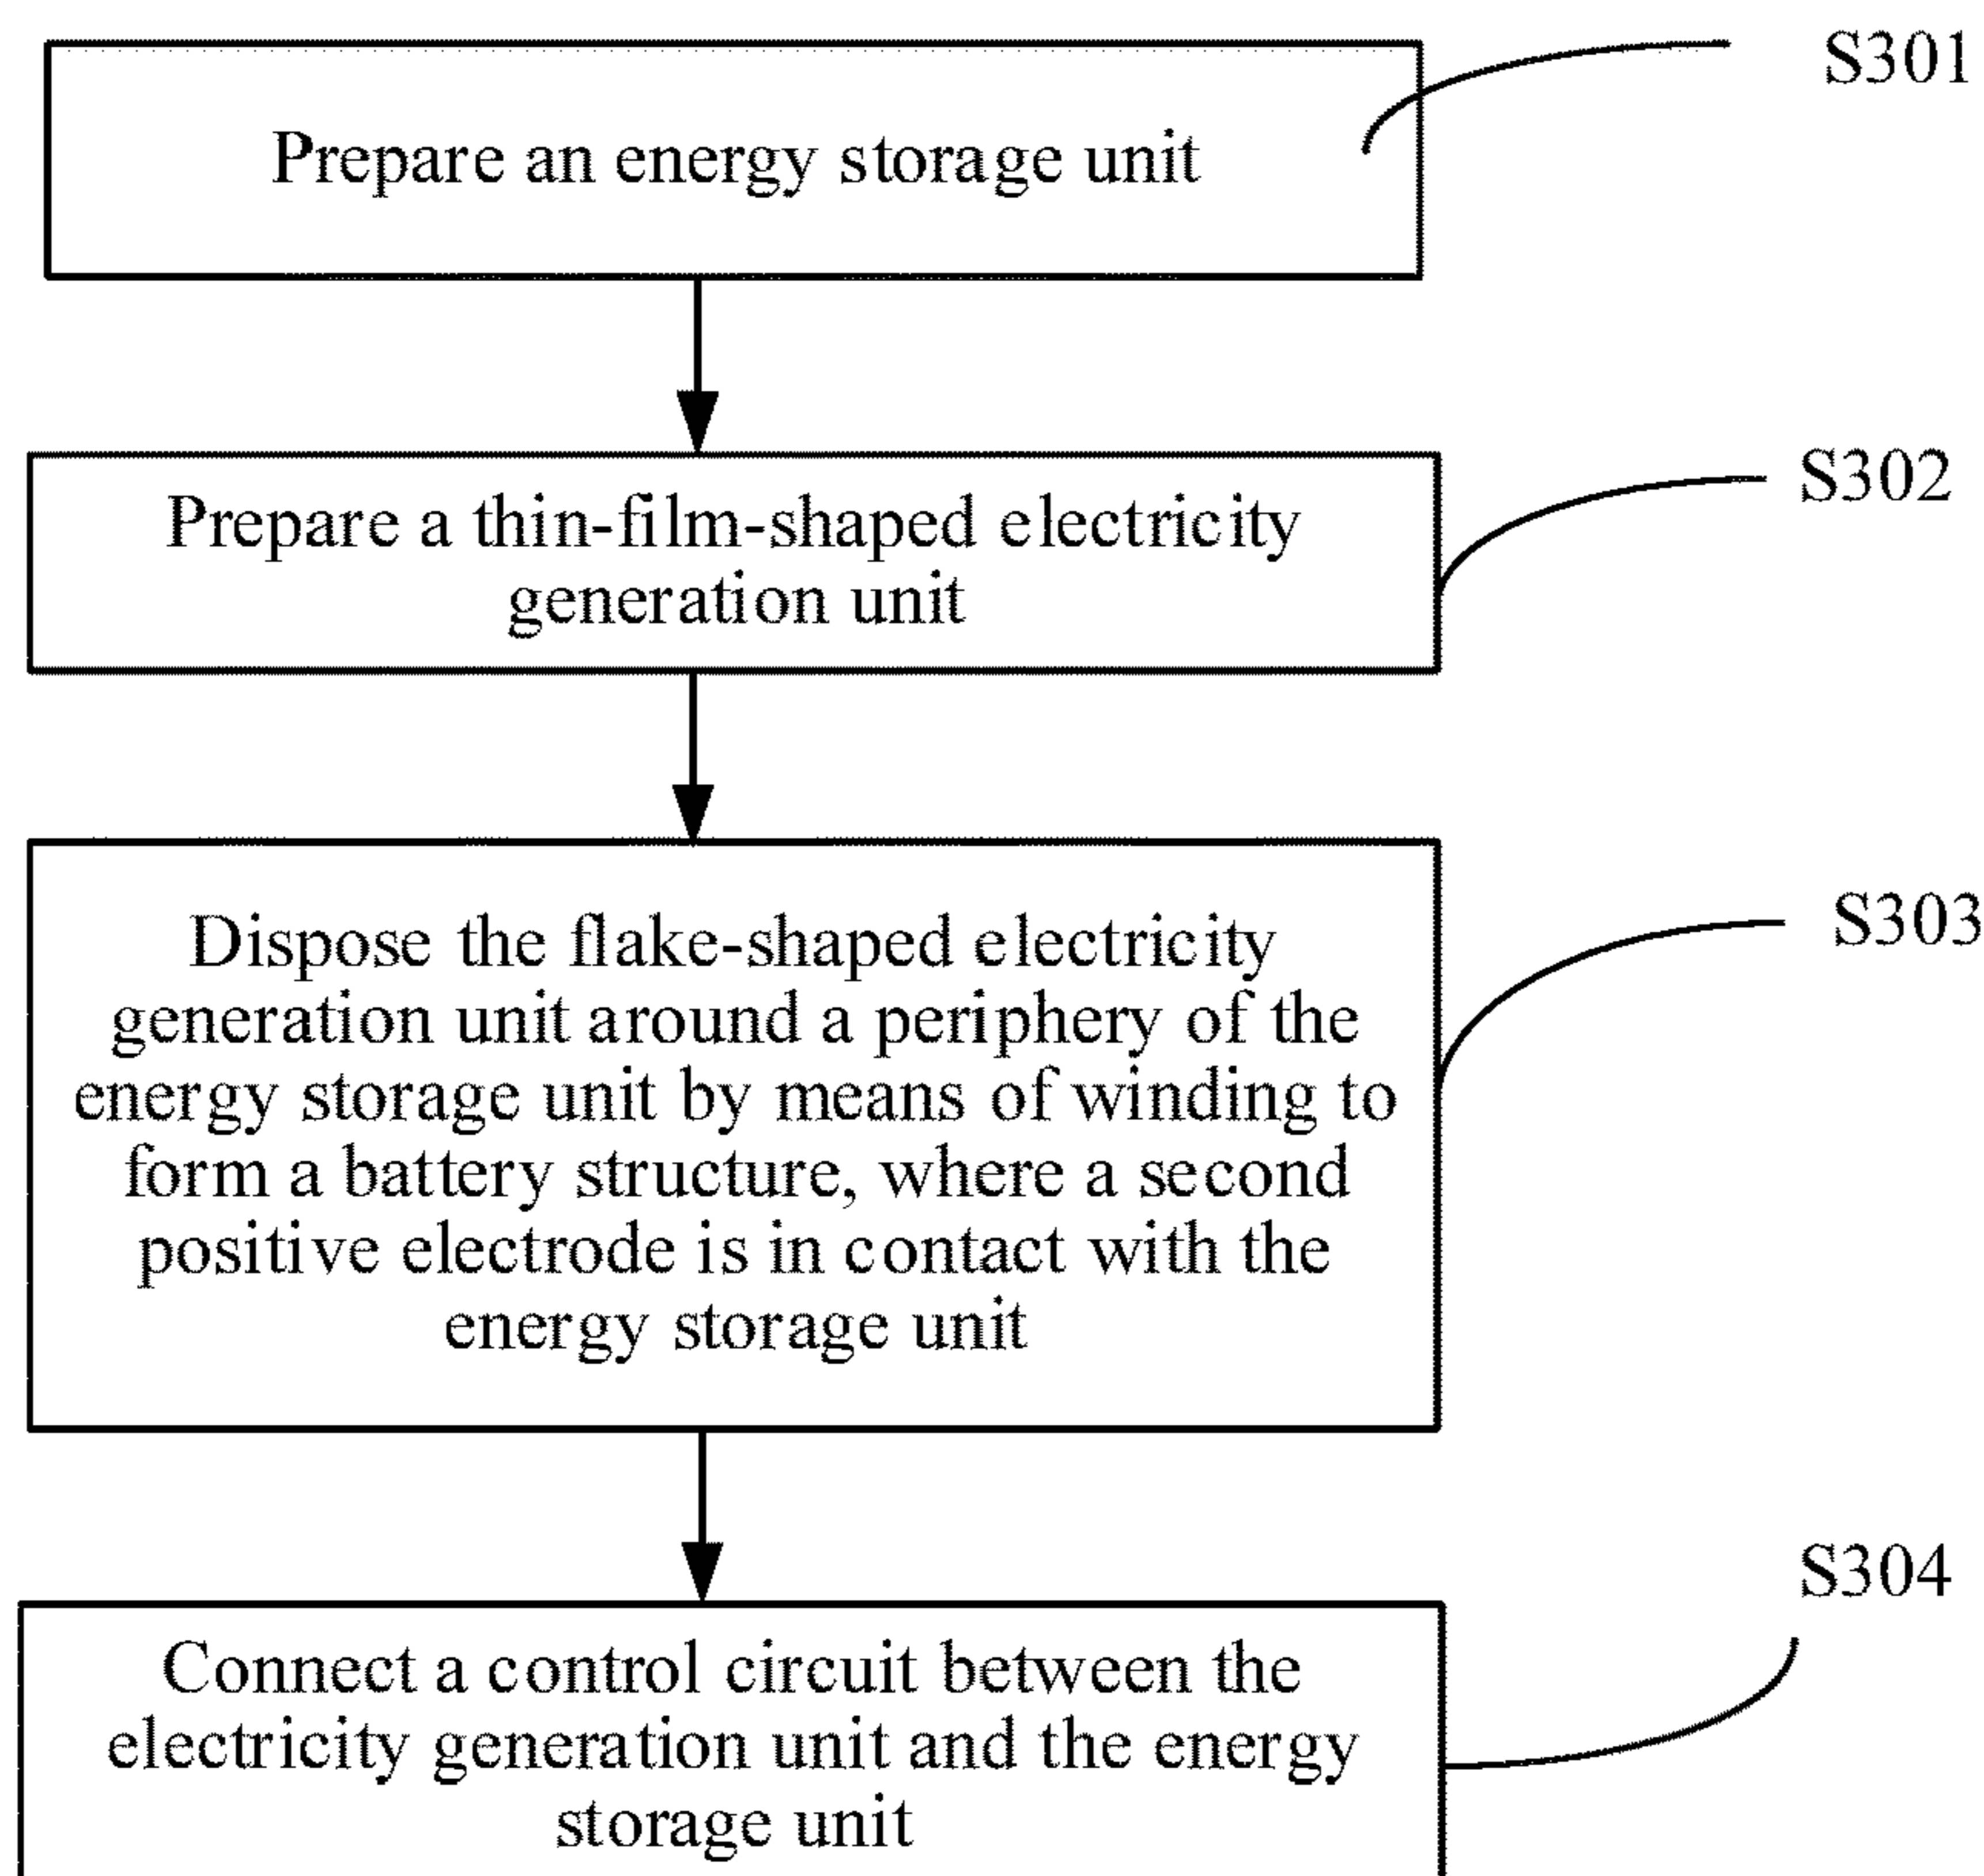 S301
Prepare an energy storage unit
S302
Prepare a thin-film-shaped electricity
generation unit
S303
Dispose the flake-shaped electricity
generation unit around a periphery of the
energy storage unit by means of winding to
form a battery structure, where a second
positive electrode is in contact with the
energy storage unit
S304
Connect a control circuit between the
electricity generation unit and the energy
storage unit